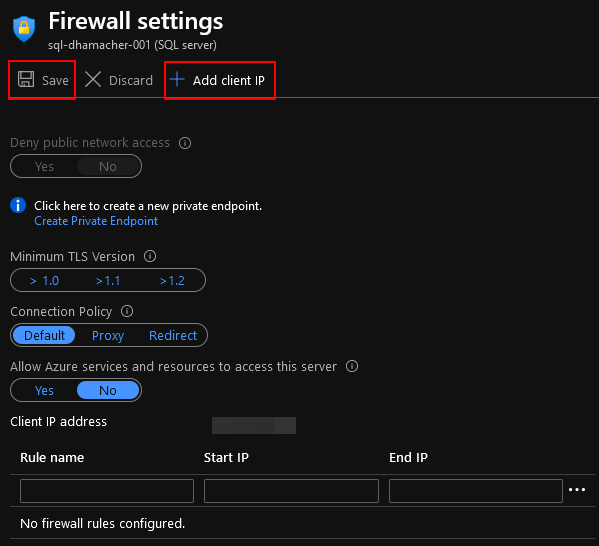 Firewall settings
sql-dhamacher-001 (SQL server)
Save Discard Add client IP
Deny public network access
Yes No
Click here to create a new private endpoint.
Create Private Endpoint
Minimum TLS Version
> 1.0 >1.1 >1.2
Connection Policy
Default Proxy Redirect
Allow Azure services and resources to access this server
Yes No
Client IP address
Rule name Start IP End IP
No firewall rules configured.